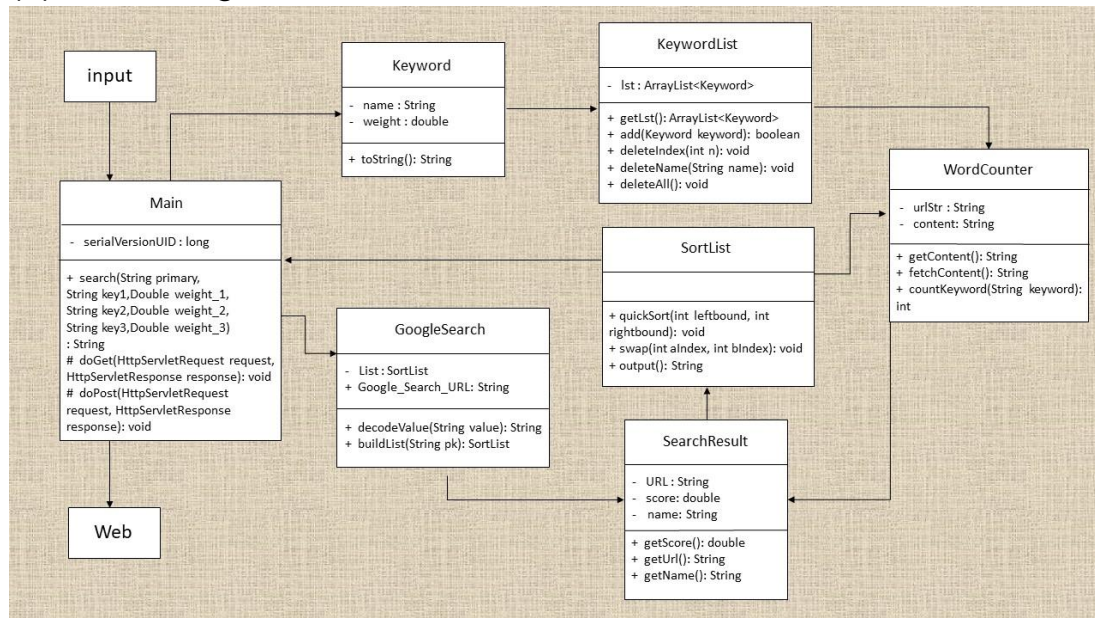 input
Keyword
- name : String
- weight : double
+ toString(): String
KeywordList
- lst : ArrayList<Keyword>
+ getLst(): ArrayList<Keyword>
+ add(Keyword keyword): boolean
+ deleteIndex(int n): void
+ deleteName(String name): void
+ deleteAll(): void
WordCounter
- urlStr : String
- content: String
+ getContent(): String
+ fetchContent(): String
+ countKeyword(String keyword):
int
Main
- serialVersionUID : long
+ search(String primary,
String key1,Double weight_1,
String key2,Double weight_2,
String key3,Double weight_3)
: String
# doGet(HttpServletRequest request,
HttpServletResponse response): void
# doPost(HttpServletRequest
request, HttpServletResponse
response): void
SortList
+ quickSort(int leftbound, int
rightbound): void
+ swap(int aIndex, int bIndex): void
+ output(): String
GoogleSearch
- List : SortList
+ Google_Search_URL: String
+ decodeValue(String value): String
+ buildList(String pk): SortList
SearchResult
- URL : String
- score: double
- name: String
+ getScore(): double
+ getUrl(): String
+ getName(): String
Web